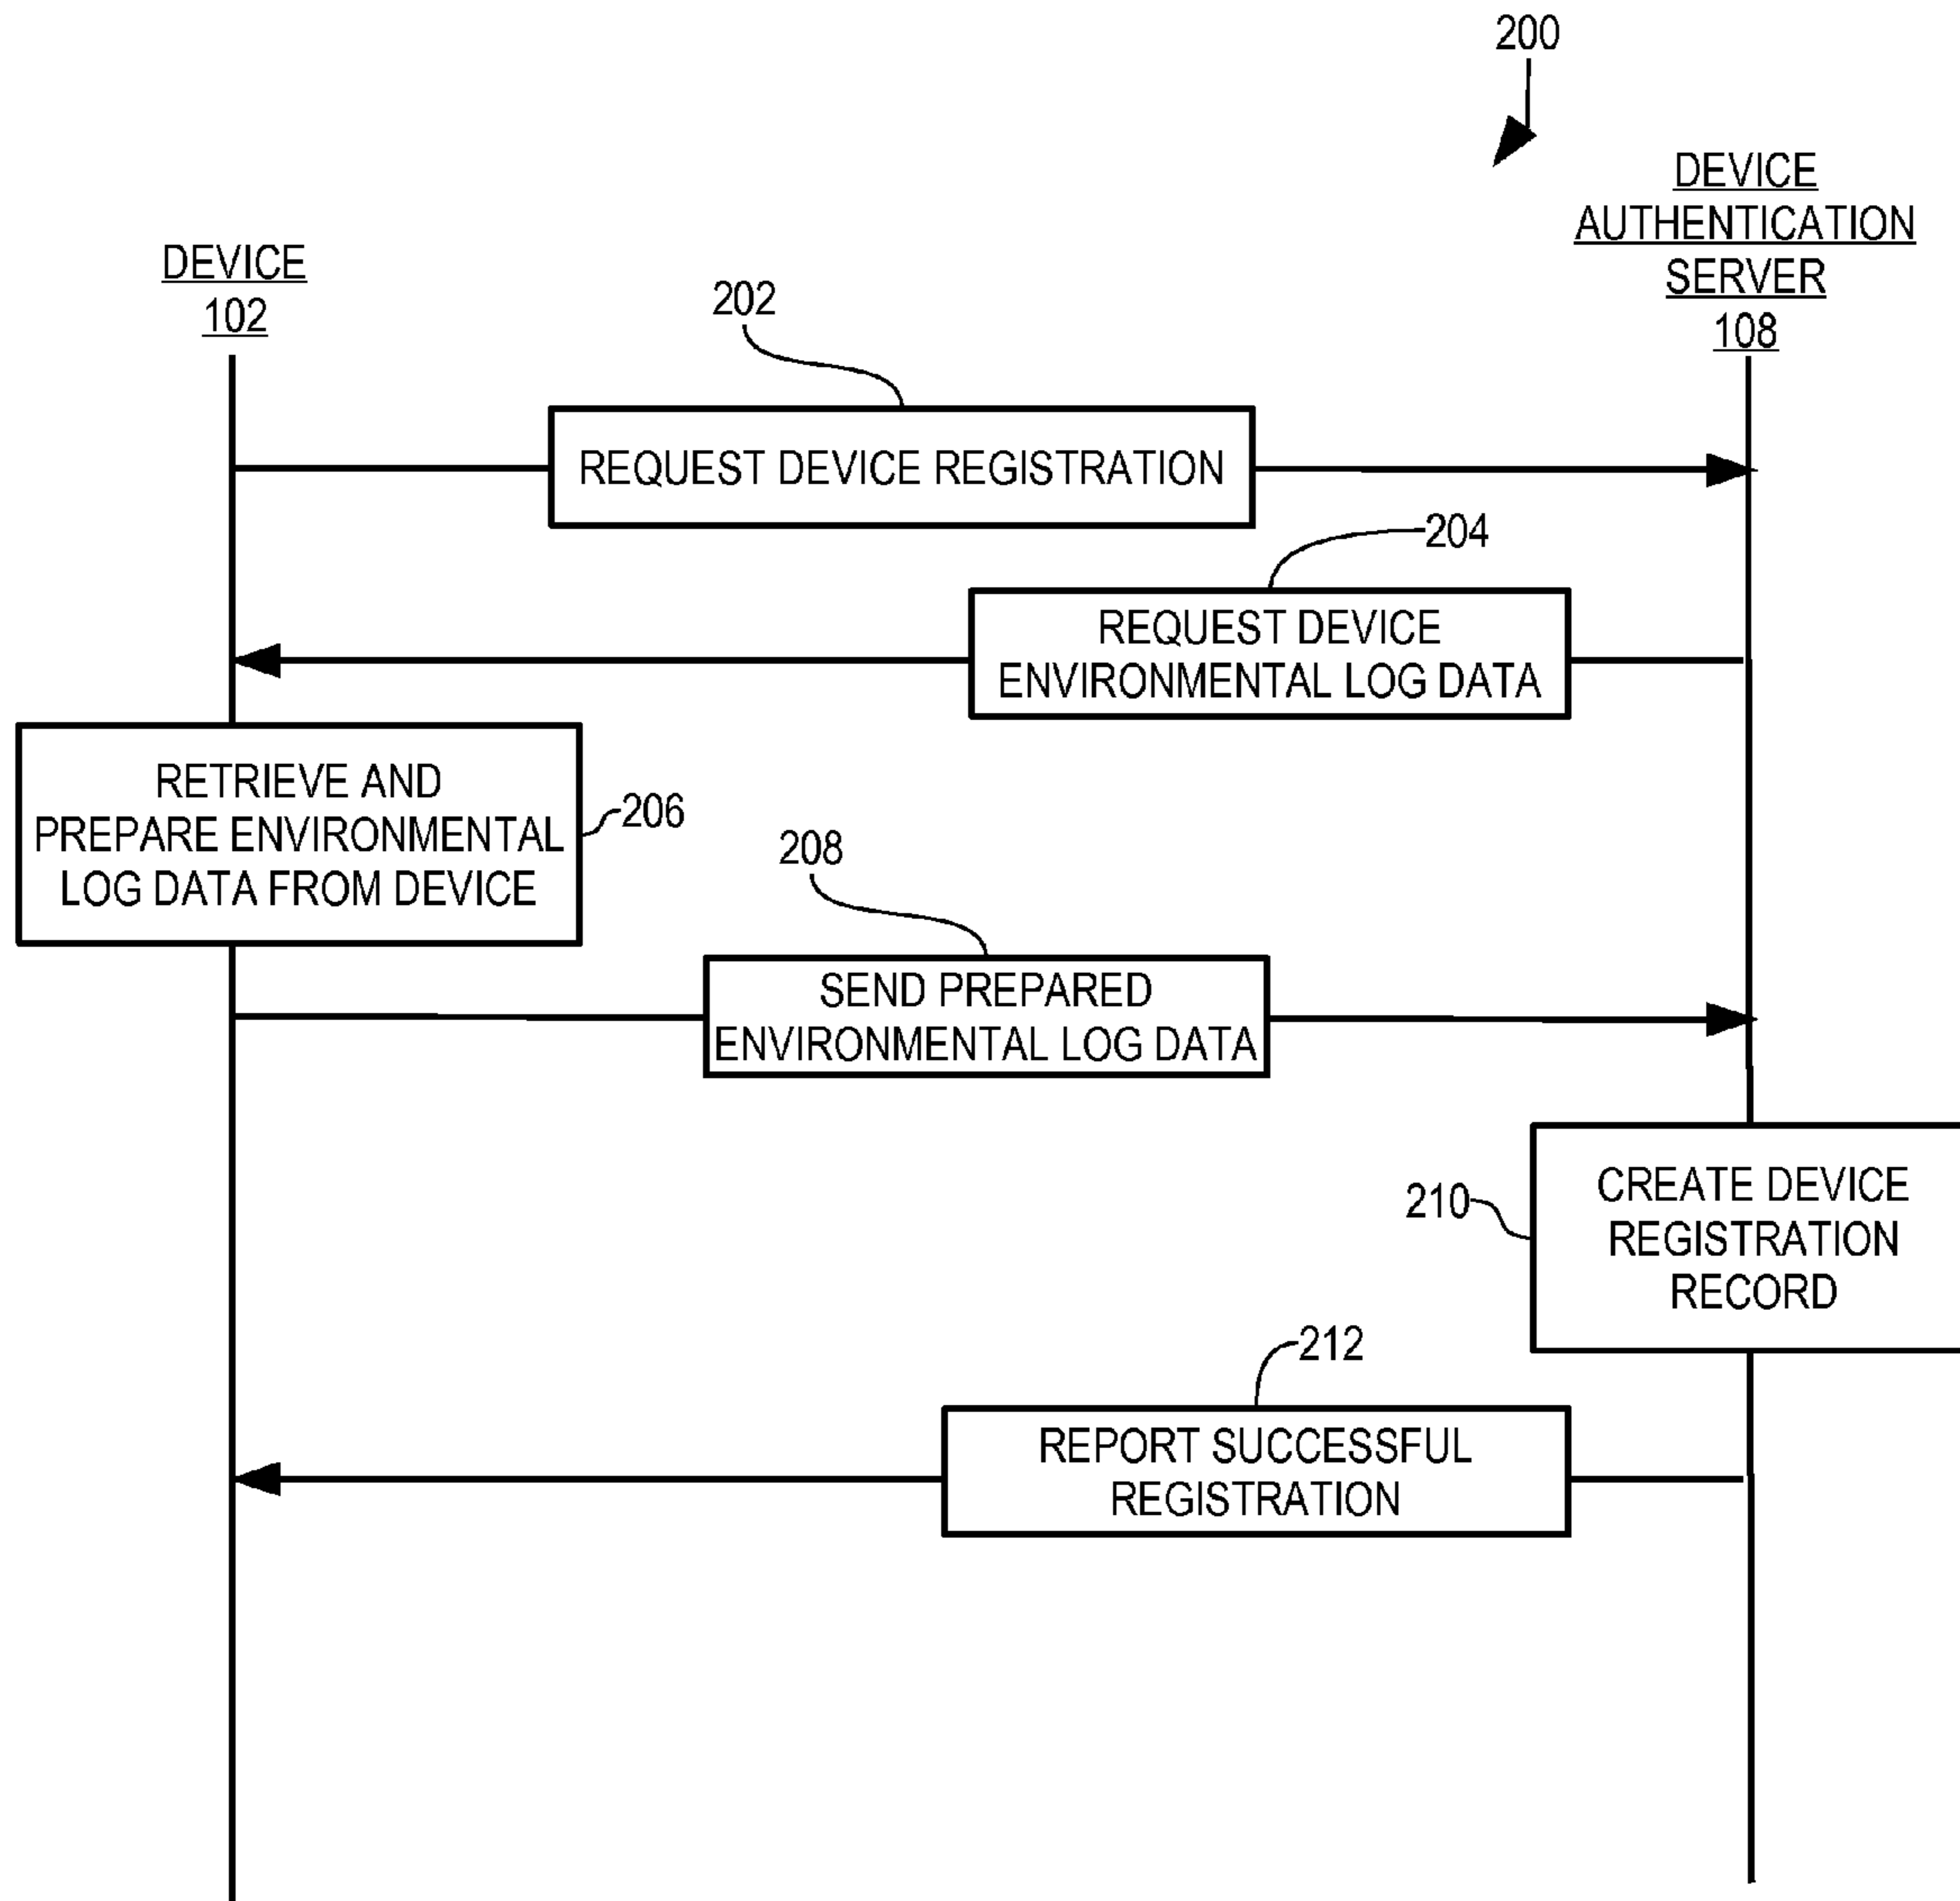 200
DEVICE
AUTHENTICATION
SERVER
108
DEVICE
102
202
REQUEST DEVICE REGISTRATION
204
REQUEST DEVICE
ENVIRONMENTAL LOG DATA
RETRIEVE AND
PREPARE ENVIRONMENTAL
LOG DATA FROM DEVICE
206
208
SEND PREPARED
ENVIRONMENTAL LOG DATA
210
CREATE DEVICE
REGISTRATION
RECORD
212
REPORT SUCCESSFUL
REGISTRATION